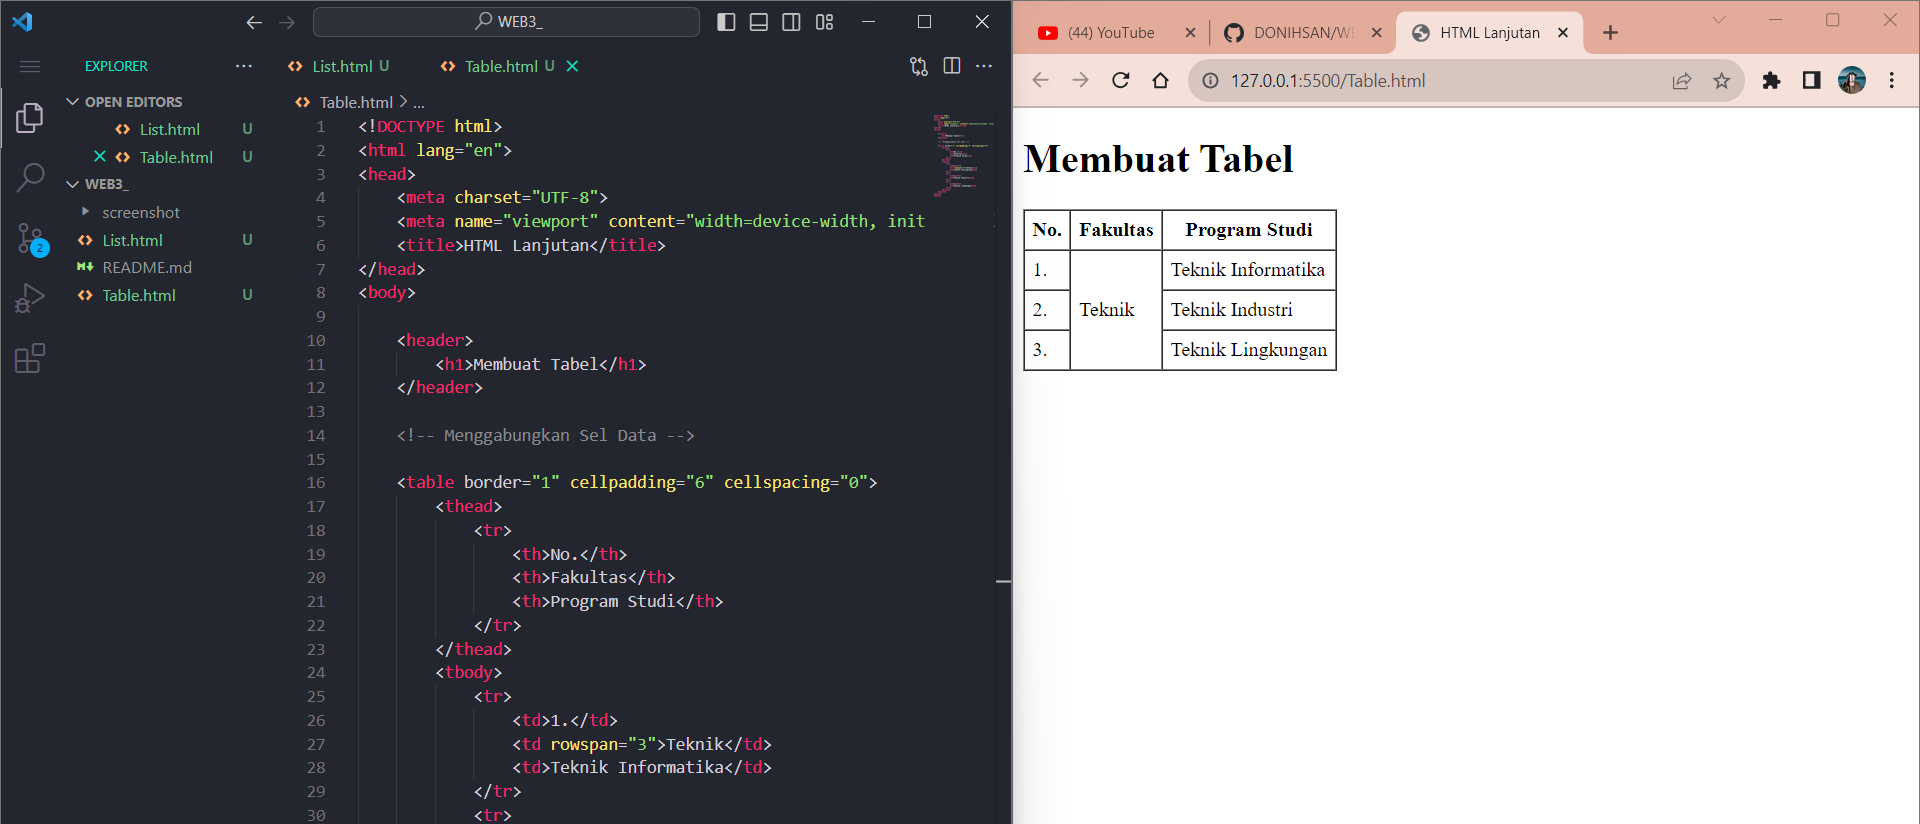 WEB3_
EXPLORER
OPEN EDITORS
List.html U
Table.html U
WEB3_
screenshot
List.html U
README.md
Table.html U
2
List.html U
Table.html U
Table.html > ...
1 <!DOCTYPE html>
2 <html lang="en">
3 <head>
4 <meta charset="UTF-8">
5 <meta name="viewport" content="width=device-width, init
6 <title>HTML Lanjutan</title>
7 </head>
8 <body>
9
10 <header>
11 <h1>Membuat Tabel</h1>
12 </header>
13
14 <!-- Menggabungkan Sel Data -->
15
16 <table border="1" cellpadding="6" cellspacing="0">
17 <thead>
18 <tr>
19 <th>No.</th>
20 <th>Fakultas</th>
21 <th>Program Studi</th>
22 </tr>
23 </thead>
24 <tbody>
25 <tr>
26 <td>1.</td>
27 <td rowspan="3">Teknik</td>
28 <td>Teknik Informatika</td>
29 </tr>
30 <tr>
(44) YouTube
DONIHSAN/WE
HTML Lanjutan
127.0.0.1:5500/Table.html
Membuat Tabel
No. Fakultas Program Studi
1. Teknik Informatika
2. Teknik Teknik Industri
3. Teknik Lingkungan